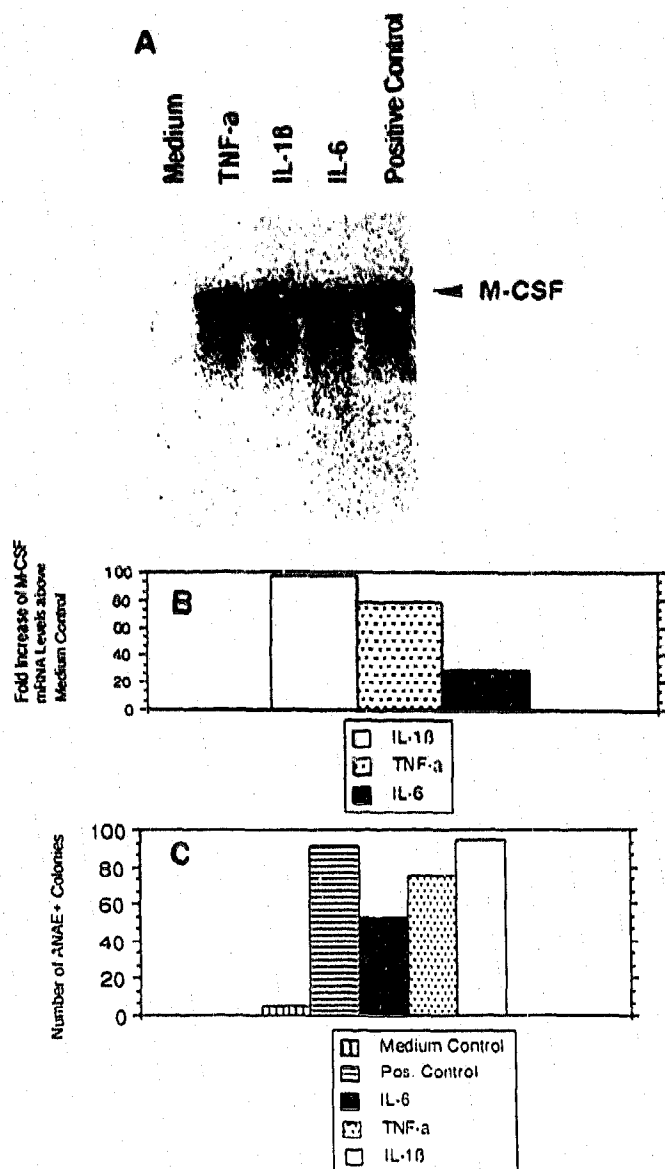 A
Medium
TNF-a
IL-1ß
IL-6
Positive Control
M-CSF
Fold Increase of M-CSF
mRNA Levels above
Medium Control
B
100
80
60
40
20
0
IL-1ß
TNF-a
IL-6
Number of ANAE+ Colonies
C
100
80
60
40
20
0
Medium Control
Pos. Control
IL-6
TNF-a
IL-1ß